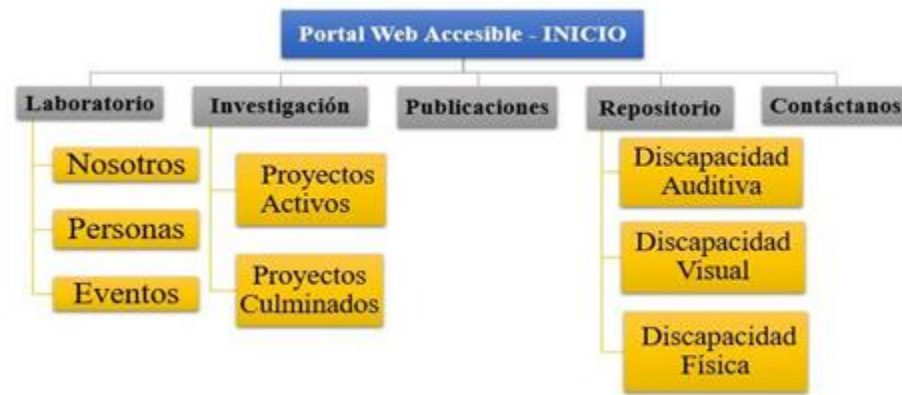 Portal Web Accesible - INICIO
Laboratorio
Investigación
Publicaciones
Repositorio
Contáctanos
Nosotros
Personas
Eventos
Proyectos
Activos
Proyectos
Culminados
Discapacidad
Auditiva
Discapacidad
Visual
Discapacidad
Física